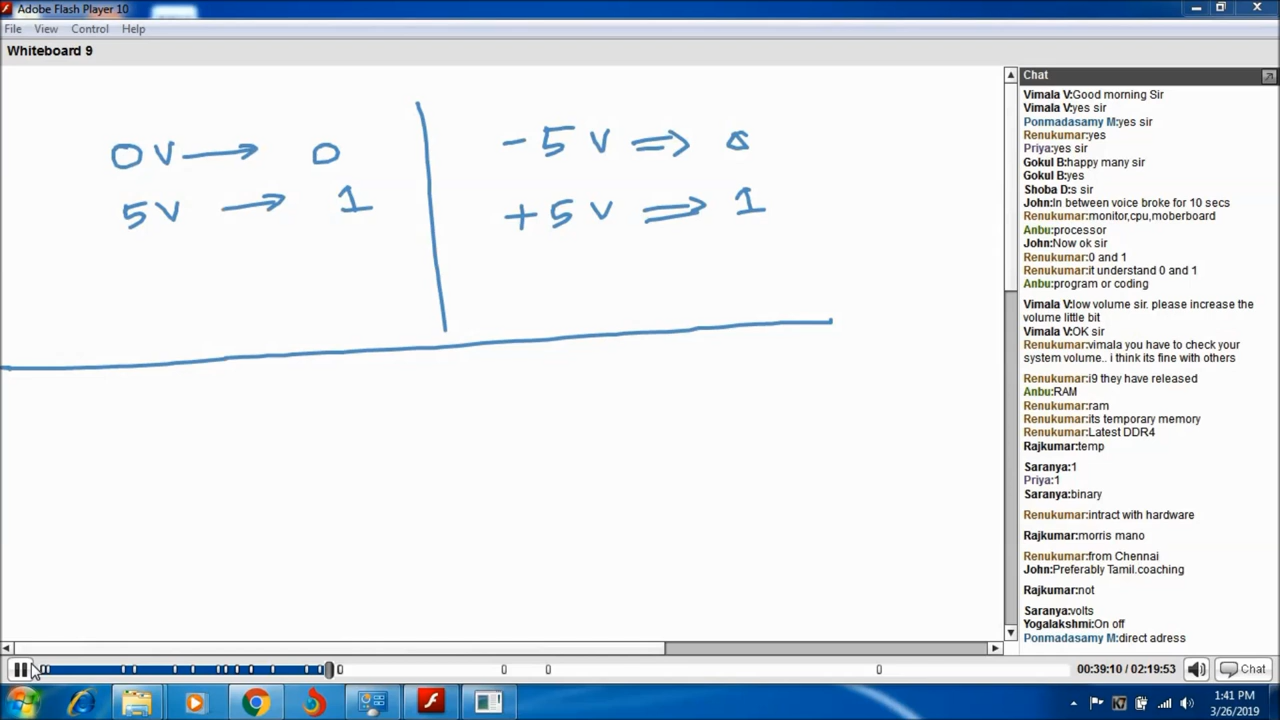 Adobe Flash Player 10
File View Control Help
Whiteboard 9
0V → 0
5V → 1
-5V ⇒ 0
+5V ⇒ 1
Chat
Vimala V:Good morning Sir
Vimala V:yes sir
Ponmadasamy M:yes sir
Renukumar:yes
Priya:yes sir
Gokul B:happy many sir
Gokul B:yes
Shoba D:s sir
John:In between voice broke for 10 secs
Renukumar:monitor,cpu,moberboard
Anbu:processor
John:Now ok sir
Renukumar:0 and 1
Renukumar:it understand 0 and 1
Anbu:program or coding
Vimala V:low volume sir. please increase the
volume little bit
Vimala V:OK sir
Renukumar:vimala you have to check your
system volume.. i think its fine with others
Renukumar:i9 they have released
Anbu:RAM
Renukumar:ram
Renukumar:its temporary memory
Renukumar:Latest DDR4
Rajkumar:temp
Saranya:1
Priya:1
Saranya:binary
Renukumar:intract with hardware
Rajkumar:morris mano
Renukumar:from Chennai
John:Preferably Tamil.coaching
Rajkumar:not
Saranya:volts
Yogalakshmi:On off
Ponmadasamy M:direct adress
00:39:10 / 02:19:53
Chat
1:41 PM
3/26/2019